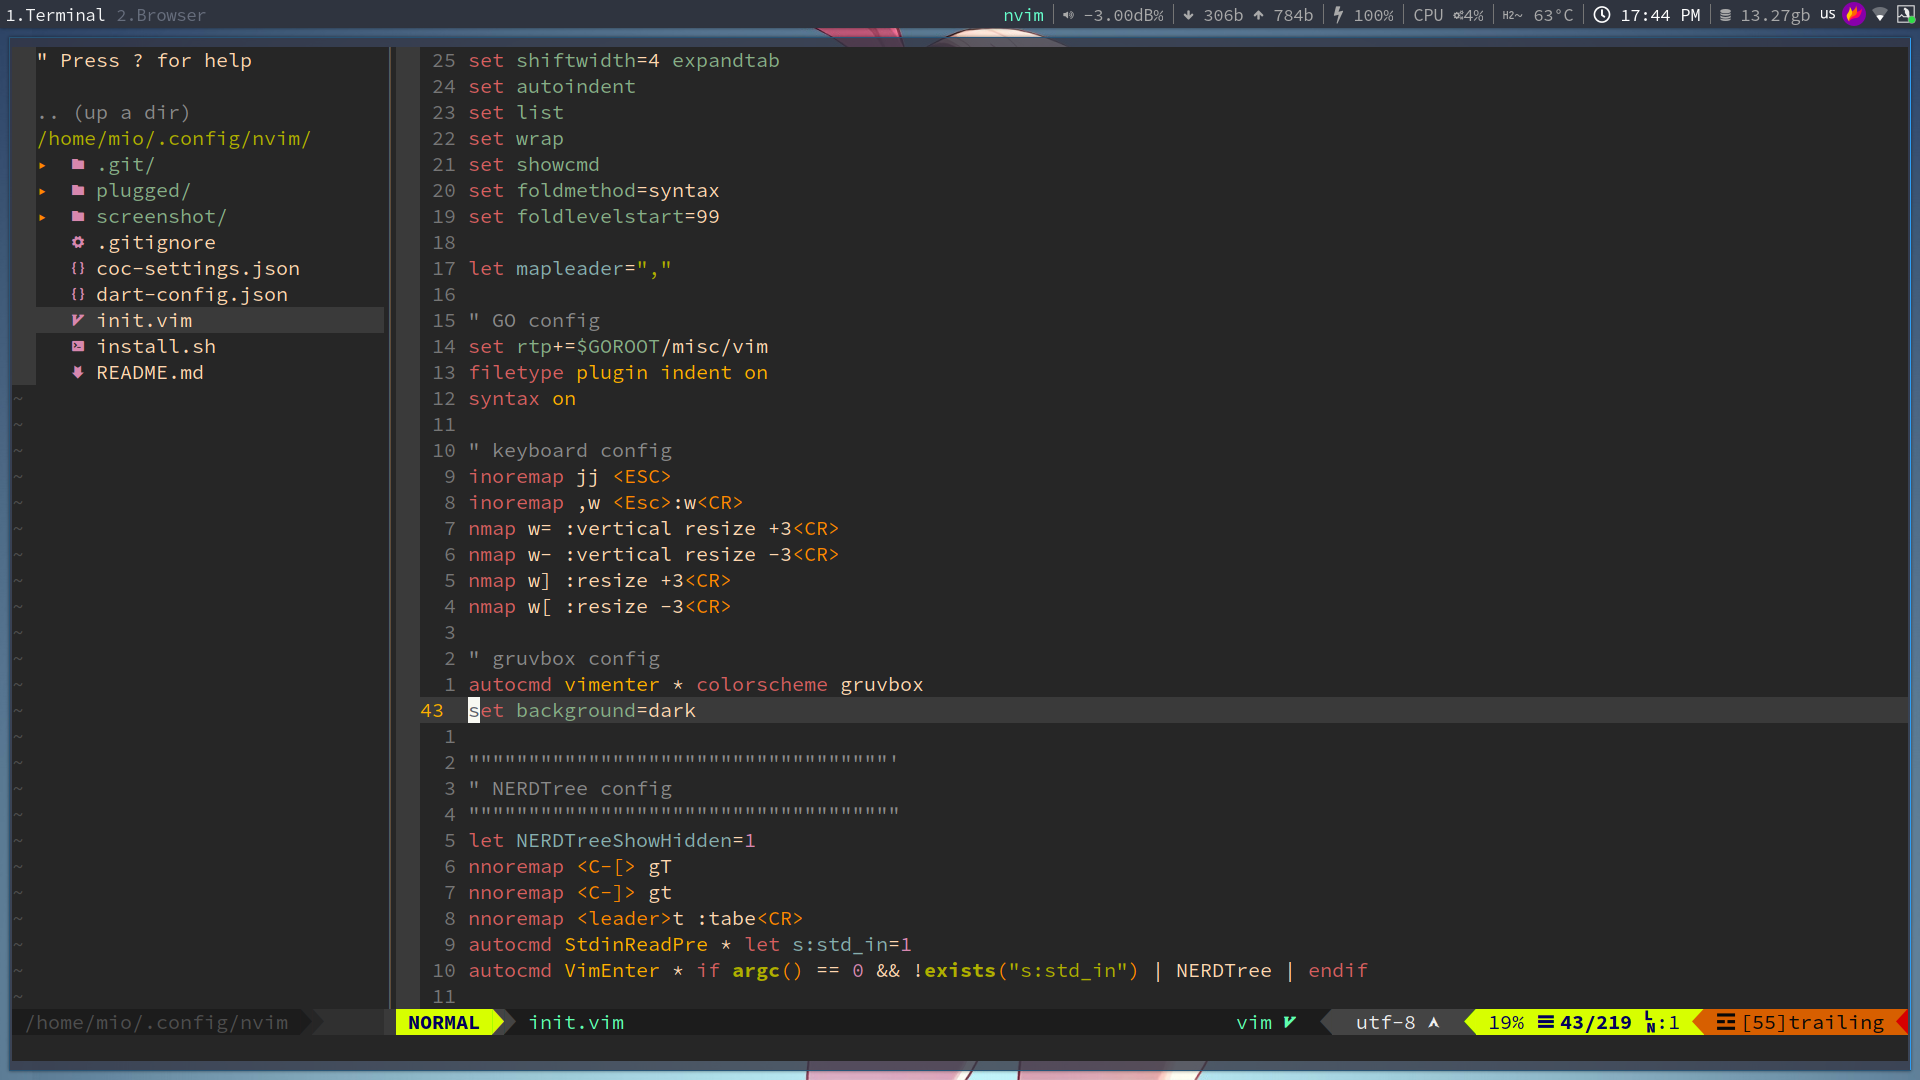 1.Terminal 2.Browser
nvim -3.00dB% 306b 784b 100% CPU 4% H2~ 63°C 17:44 PM 13.27gb us
" Press ? for help
.. (up a dir)
/home/mio/.config/nvim/
▸ .git/
▸ plugged/
▸ screenshot/
.gitignore
{} coc-settings.json
{} dart-config.json
init.vim
install.sh
README.md
25 set shiftwidth=4 expandtab
24 set autoindent
23 set list
22 set wrap
21 set showcmd
20 set foldmethod=syntax
19 set foldlevelstart=99
18
17 let mapleader=","
16
15 " GO config
14 set rtp+=$GOROOT/misc/vim
13 filetype plugin indent on
12 syntax on
11
10 " keyboard config
9 inoremap jj <ESC>
8 inoremap ,w <Esc>:w<CR>
7 nmap w= :vertical resize +3<CR>
6 nmap w- :vertical resize -3<CR>
5 nmap w] :resize +3<CR>
4 nmap w[ :resize -3<CR>
3
2 " gruvbox config
1 autocmd vimenter * colorscheme gruvbox
43 set background=dark
1
2 """""""""""""""""""""""""""""""""""'
3 " NERDTree config
4 """"""""""""""""""""""""""""""""""""
5 let NERDTreeShowHidden=1
6 nnoremap <C-[> gT
7 nnoremap <C-]> gt
8 nnoremap <leader>t :tabe<CR>
9 autocmd StdinReadPre * let s:std_in=1
10 autocmd VimEnter * if argc() == 0 && !exists("s:std_in") | NERDTree | endif
11
/home/mio/.config/nvim NORMAL init.vim vim utf-8 19% 43/219 LN:1 [55]trailing